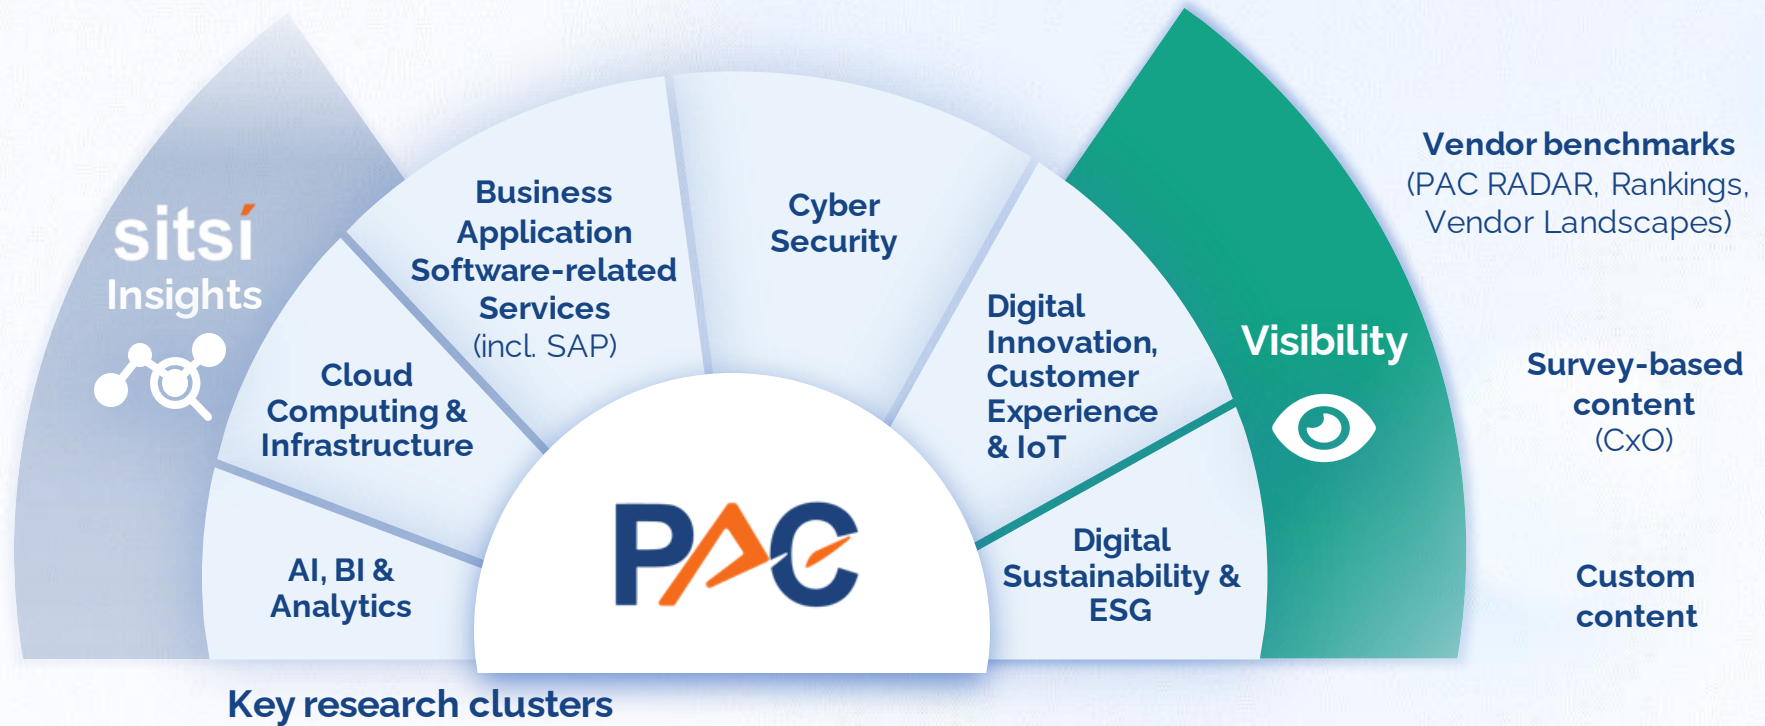 sitsí
Insights
AI, BI &
Analytics
Cloud
Computing &
Infrastructure
Business
Application
Software-related
Services
(incl. SAP)
Cyber
Security
Digital
Innovation,
Customer
Experience
& IoT
Digital
Sustainability &
ESG
PAC
Visibility
Vendor benchmarks
(PAC RADAR, Rankings,
Vendor Landscapes)
Survey-based
content
(CxO)
Custom
content
Key research clusters